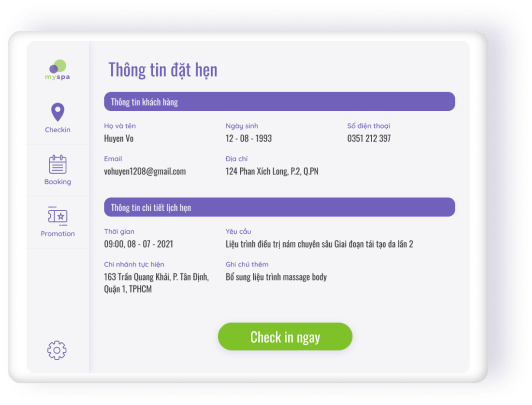 myspa
Checkin
Booking
Promotion
Thông tin đặt hẹn
Thông tin khách hàng
Họ và tên
Huyen Vo
Ngày sinh
12 - 08 - 1993
Số điện thoại
0351 212 397
Email
vohuyen1208@gmail.com
Địa chỉ
124 Phan Xích Long, P.2, Q.PN
Thông tin chi tiết lịch hẹn
Thời gian
09:00, 08 - 07 - 2021
Yêu cầu
Liệu trình điều trị nám chuyên sâu Giai đoạn tái tạo da lần 2
Chi nhánh tực hiện
163 Trần Quang Khải, P. Tân Định,
Quận 1, TPHCM
Ghi chú thêm
Bổ sung liệu trình massage body
Check in ngay